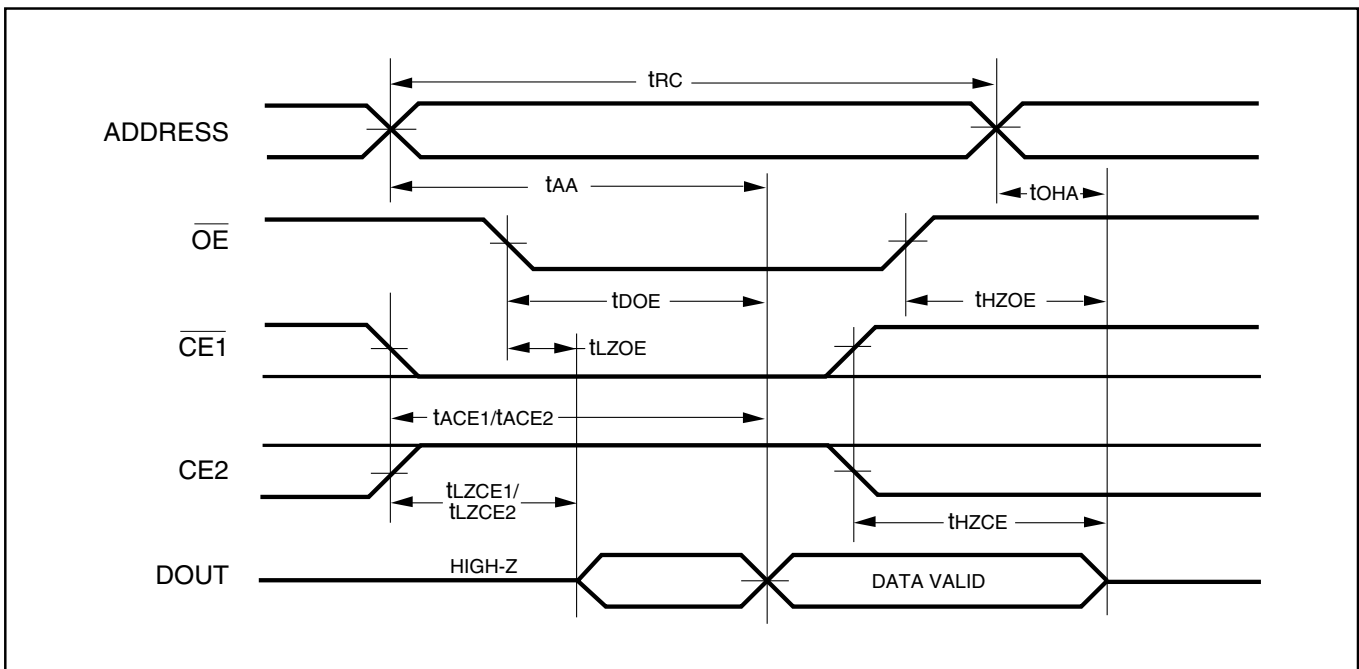 tRC
ADDRESS
tAA
tOHA
OE
tDOE
tHZOE
CE1
tLZOE
tACE1/tACE2
CE2
tLZCE1/
tLZCE2
tHZCE
DOUT
HIGH-Z
DATA VALID